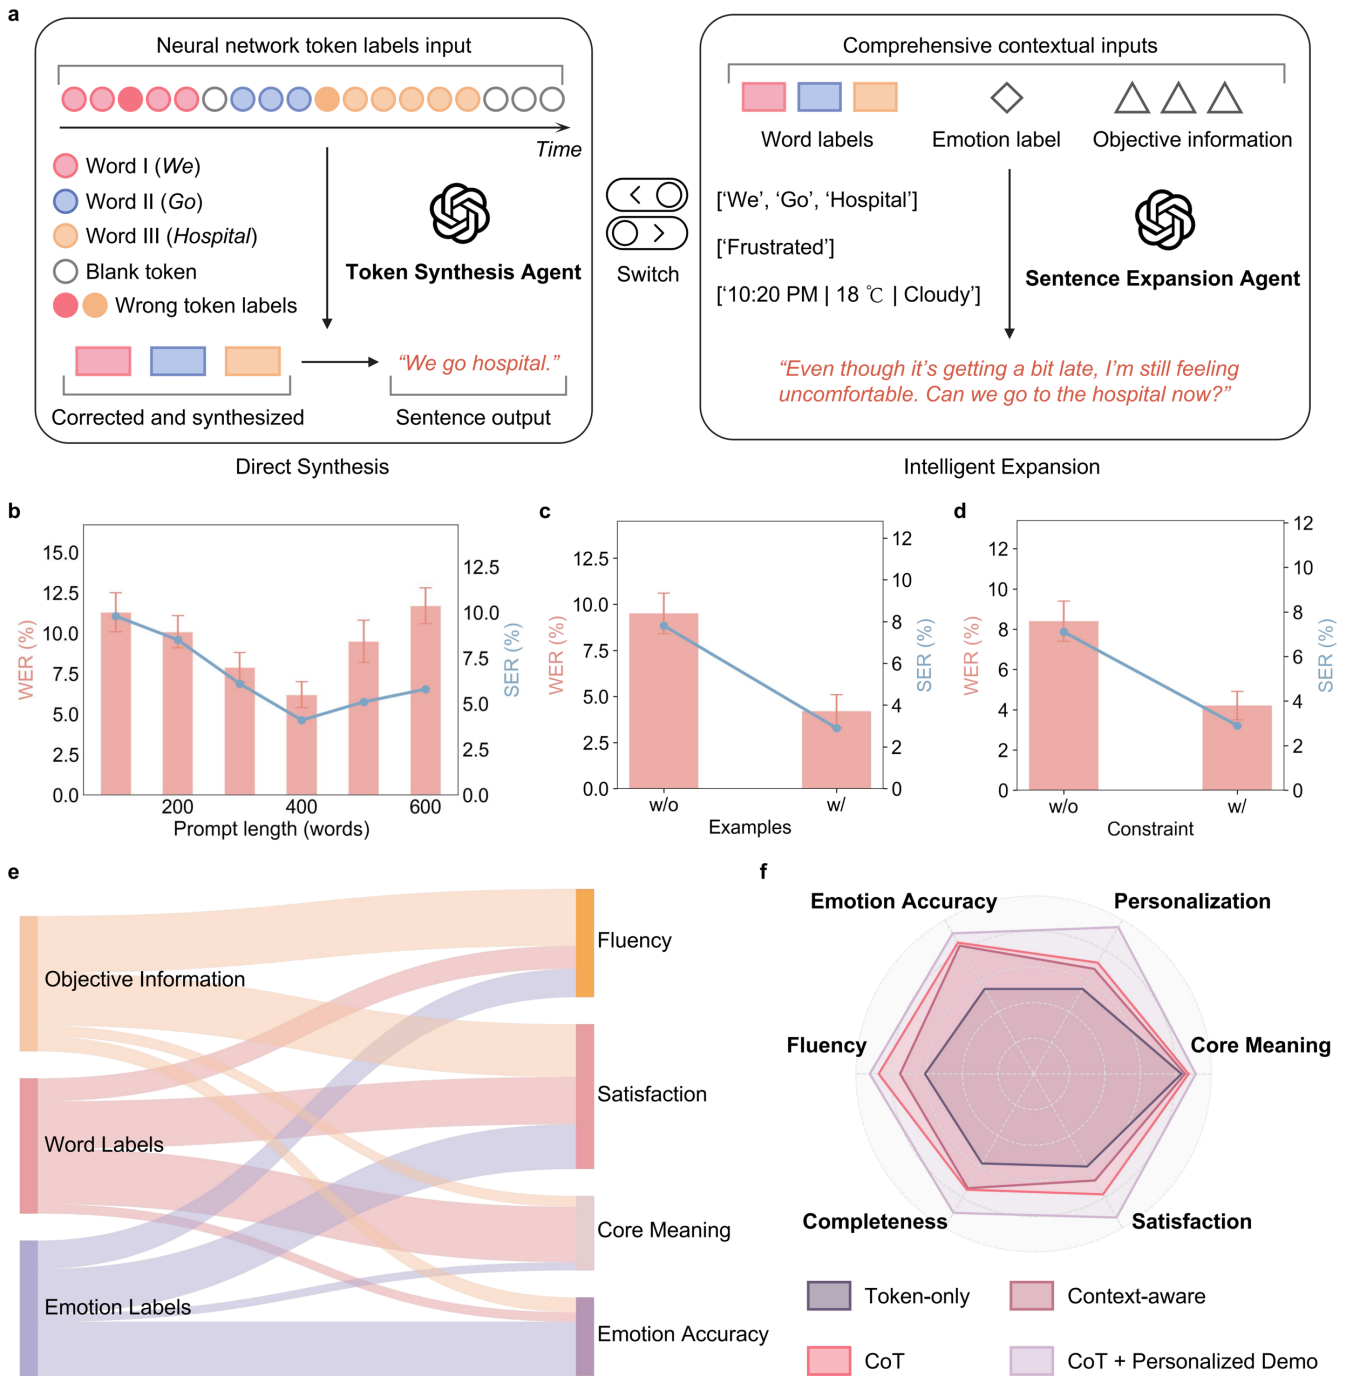 a
Neural network token labels input
Time
Word I (We)
Word II (Go)
Word III (Hospital)
Blank token
Wrong token labels
Token Synthesis Agent
“We go hospital.”
Corrected and synthesized
Sentence output
Direct Synthesis
Switch
Comprehensive contextual inputs
Word labels
Emotion label
Objective information
[‘We’, ‘Go’, ‘Hospital’]
[‘Frustrated’]
[‘10:20 PM | 18 ℃ | Cloudy’]
Sentence Expansion Agent
“Even though it’s getting a bit late, I’m still feeling
uncomfortable. Can we go to the hospital now?”
Intelligent Expansion
b
WER (%)
15.0
12.5
10.0
7.5
5.0
2.5
0.0
200
400
600
Prompt length (words)
12.5
10.0
7.5
5.0
2.5
0.0
SER (%)
c
WER (%)
12.5
10.0
7.5
5.0
2.5
0.0
w/o
w/
Examples
12
10
8
6
4
2
0
SER (%)
d
WER (%)
12
10
8
6
4
2
0
w/o
w/
Constraint
12
10
8
6
4
2
0
SER (%)
e
Objective Information
Word Labels
Emotion Labels
Fluency
Satisfaction
Core Meaning
Emotion Accuracy
f
Emotion Accuracy
Personalization
Fluency
Core Meaning
Completeness
Satisfaction
Token-only
Context-aware
CoT
CoT + Personalized Demo